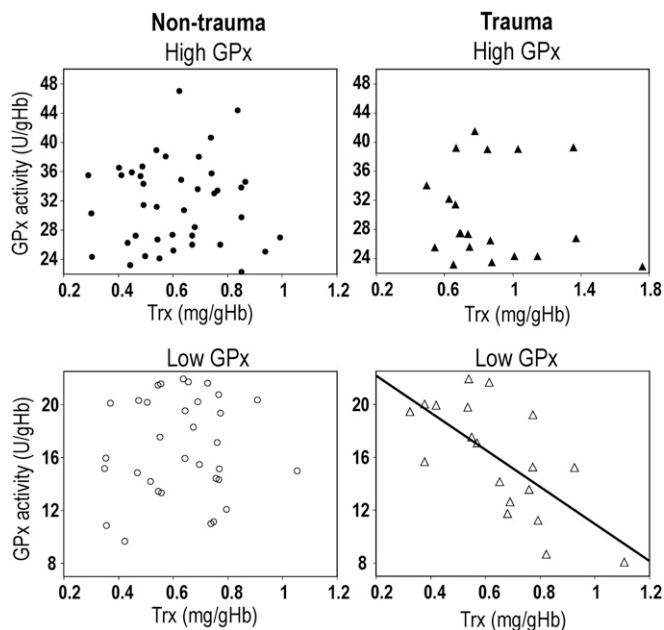 Non-trauma
High GPx
GPx activity (U/gHb)
48
44
40
36
32
28
24
0.2 0.4 0.6 0.8 1 1.2
Trx (mg/gHb)
Trauma
High GPx
48
44
40
36
32
28
24
0.2 0.6 1 1.4 1.8
Trx (mg/gHb)
Low GPx
GPx activity (U/gHb)
20
16
12
8
0.2 0.4 0.6 0.8 1 1.2
Trx (mg/gHb)
Low GPx
20
16
12
8
0.2 0.4 0.6 0.8 1 1.2
Trx (mg/gHb)